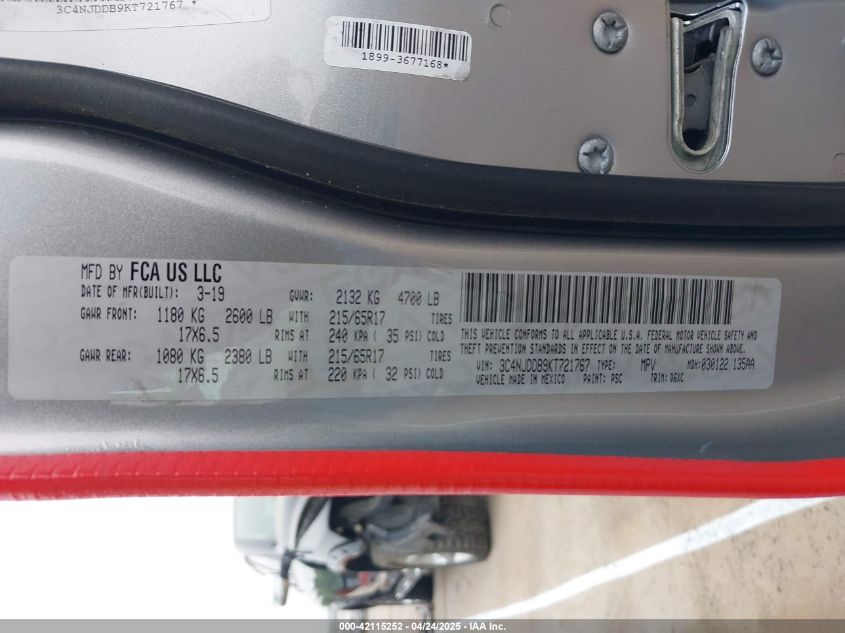 3C4NJDDB9KT721767 *
1899-3677168*
MFD BY FCA US LLC
DATE OF MFR(BUILT): 3-19 GVWR: 2132 KG 4700 LB
GAWR FRONT: 1180 KG 2600 LB WITH 215/65R17 TIRES
17X6.5 RIMS AT 240 KPA ( 35 PSI) COLD
GAWR REAR: 1080 KG 2380 LB WITH 215/65R17 TIRES
17X6.5 RIMS AT 220 KPA ( 32 PSI) COLD
THIS VEHICLE CONFORMS TO ALL APPLICABLE U.S.A. FEDERAL MOTOR VEHICLE SAFETY AND
THEFT PREVENTION STANDARDS IN EFFECT ON THE DATE OF MANUFACTURE SHOWN ABOVE.
VIN: 3C4NJDDB9KT721767 TYPE: MPV MDH: 030122 135AA
VEHICLE MADE IN MEXICO PAINT: PSC TRIM: D6XC
000-42115252 - 04/24/2025 - IAA Inc.